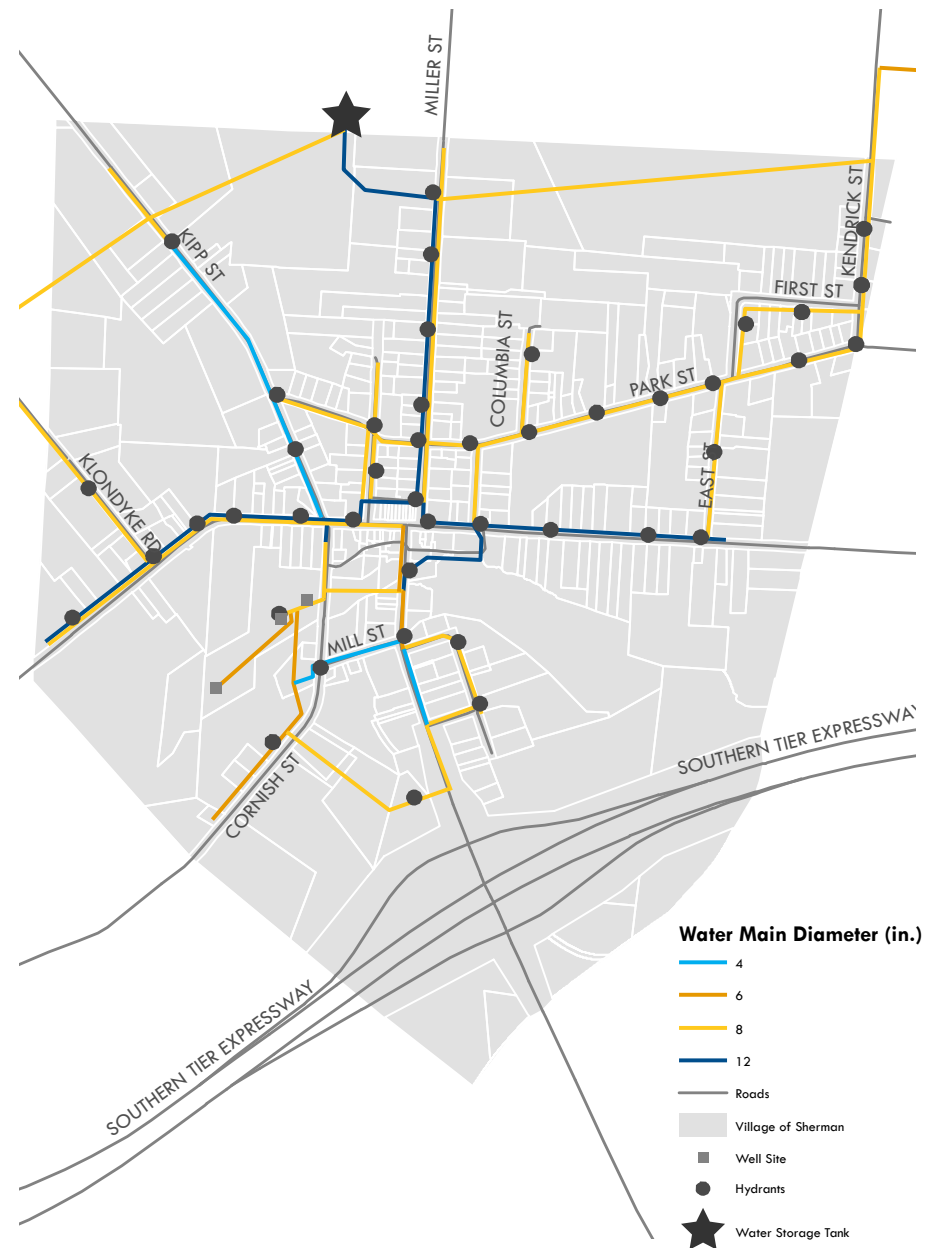 MILLER ST
KENDRICK ST
KIPP ST
FIRST ST
COLUMBIA ST
PARK ST
EAST ST
KLONDYKE RD
MILL ST
SOUTHERN TIER EXPRESSWAY
CORNISH ST
SOUTHERN TIER EXPRESSWAY
Water Main Diameter (in.)
4
6
8
12
Roads
Village of Sherman
Well Site
Hydrants
Water Storage Tank